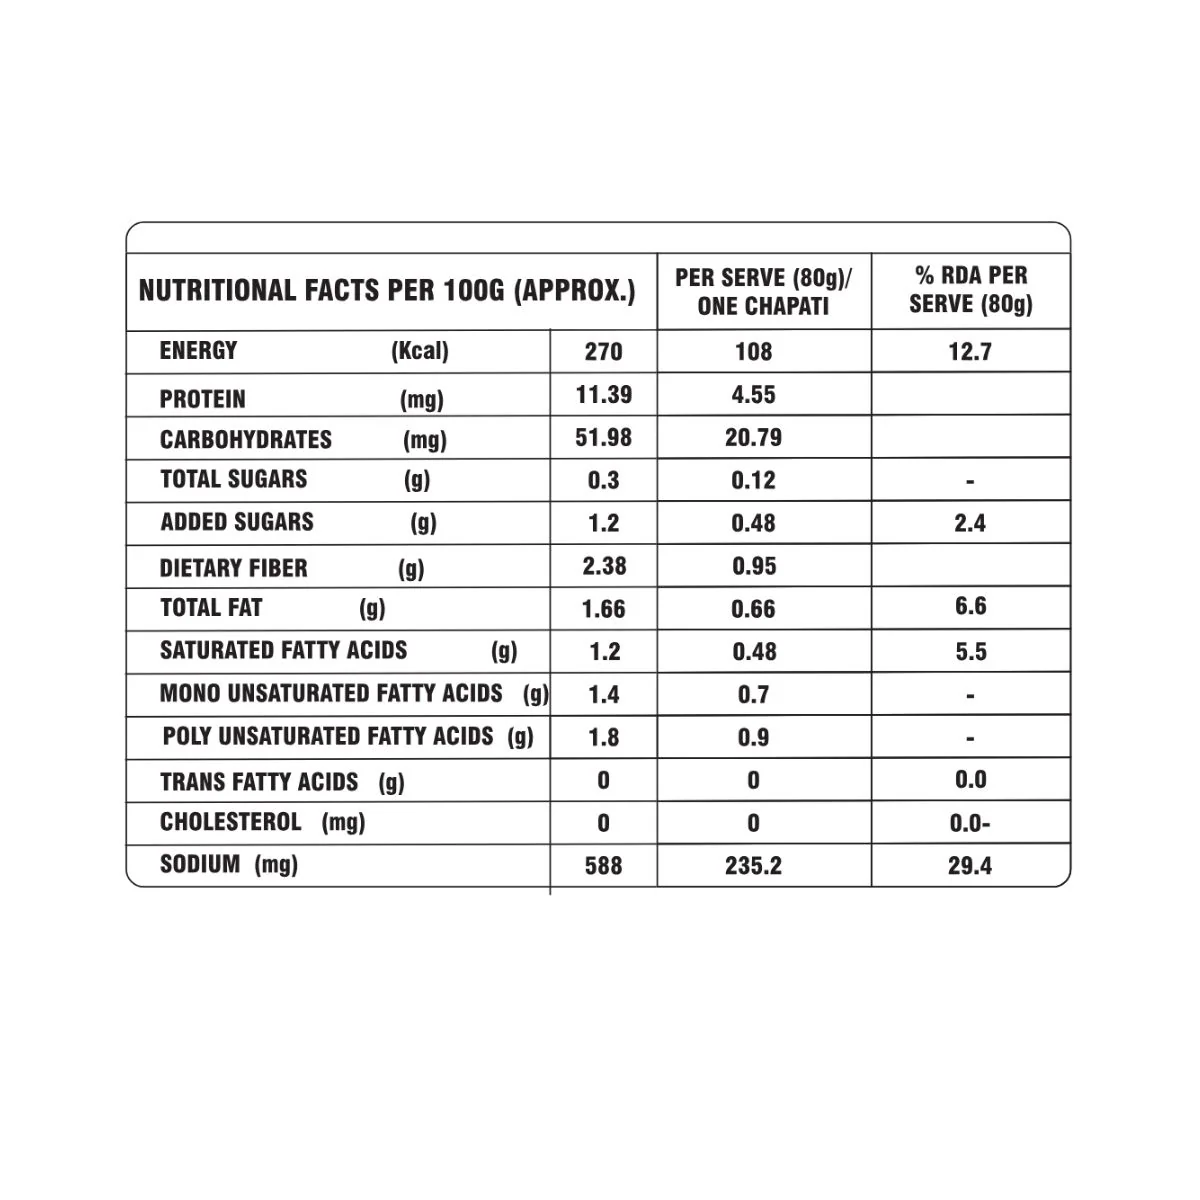 NUTRITIONAL FACTS PER 100G (APPROX.) PER SERVE (80g)/ ONE CHAPATI % RDA PER SERVE (80g)
ENERGY (Kcal) 270 108 12.7
PROTEIN (mg) 11.39 4.55
CARBOHYDRATES (mg) 51.98 20.79
TOTAL SUGARS (g) 0.3 0.12 -
ADDED SUGARS (g) 1.2 0.48 2.4
DIETARY FIBER (g) 2.38 0.95
TOTAL FAT (g) 1.66 0.66 6.6
SATURATED FATTY ACIDS (g) 1.2 0.48 5.5
MONO UNSATURATED FATTY ACIDS (g) 1.4 0.7 -
POLY UNSATURATED FATTY ACIDS (g) 1.8 0.9 -
TRANS FATTY ACIDS (g) 0 0 0.0
CHOLESTEROL (mg) 0 0 0.0-
SODIUM (mg) 588 235.2 29.4